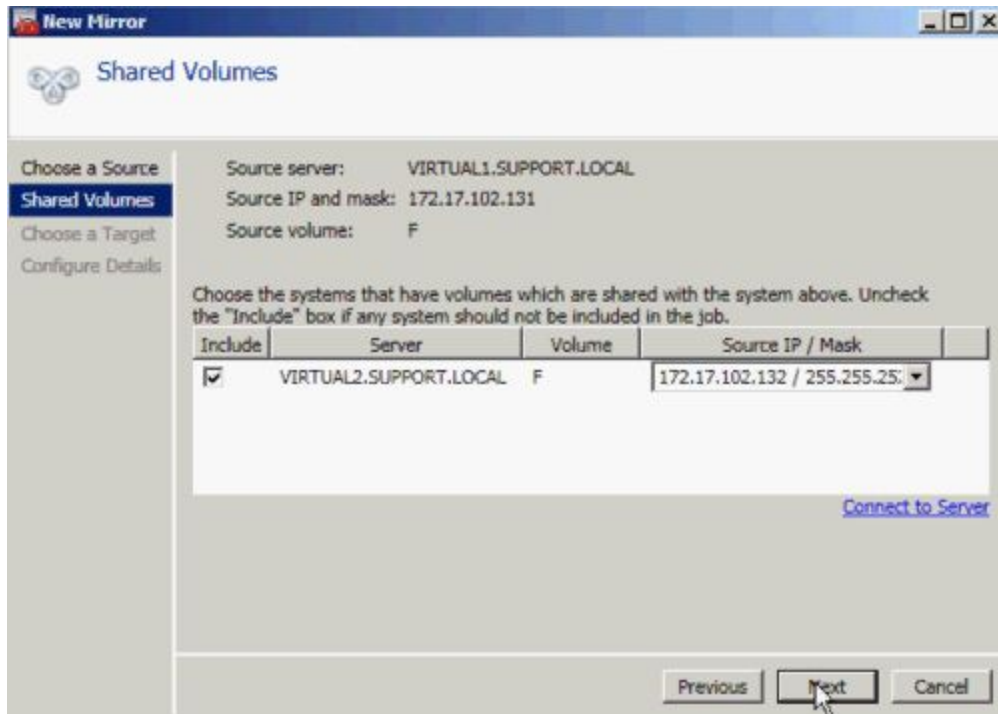 New Mirror
Shared Volumes
Choose a Source
Shared Volumes
Choose a Target
Configure Details
Source server: VIRTUAL1.SUPPORT.LOCAL
Source IP and mask: 172.17.102.131
Source volume: F
Choose the systems that have volumes which are shared with the system above. Uncheck
the "Include" box if any system should not be included in the job.
Include Server Volume Source IP / Mask
VIRTUAL2.SUPPORT.LOCAL F 172.17.102.132 / 255.255.25
Connect to Server
Previous Next Cancel